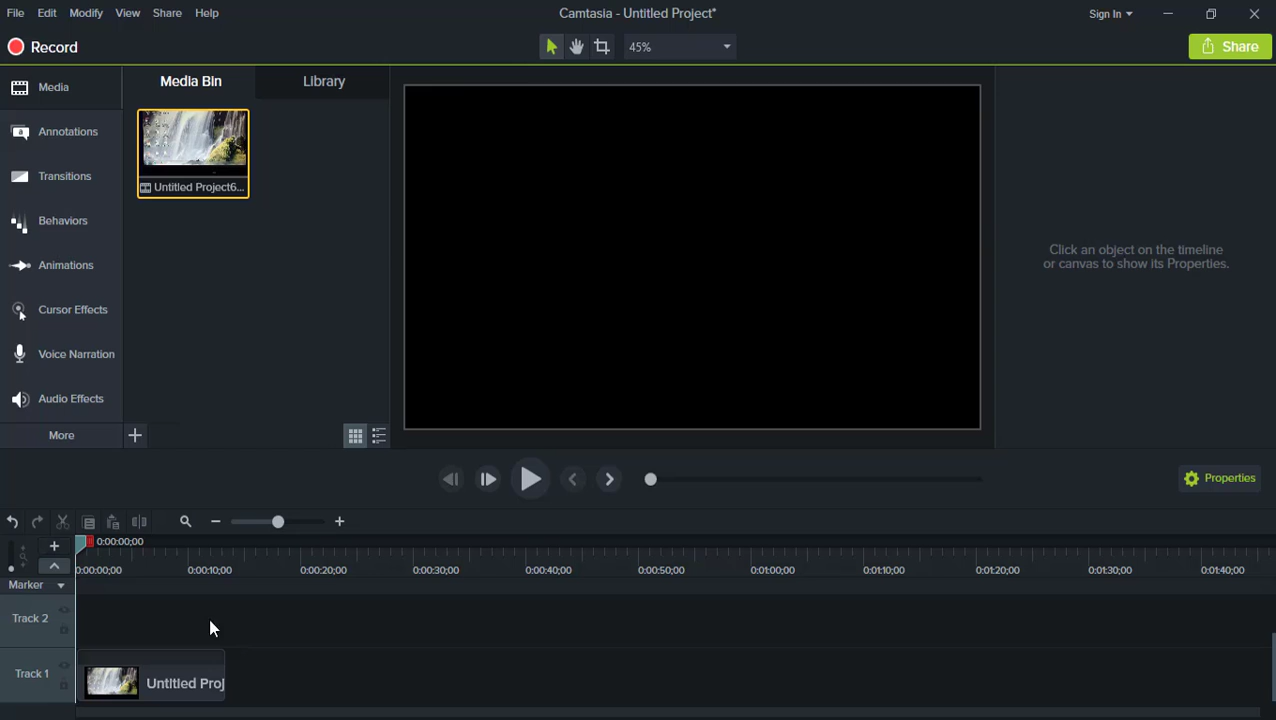 File Edit Modify View Share Help
Camtasia - Untitled Project*
Sign In
Record
45%
Share
Media
Annotations
Transitions
Behaviors
Animations
Cursor Effects
Voice Narration
Audio Effects
More
Media Bin
Library
Untitled Project6...
Click an object on the timeline
or canvas to show its Properties.
Properties
0:00:00;00
0:00:00;00 0:00:10;00 0:00:20;00 0:00:30;00 0:00:40;00 0:00:50;00 0:01:00;00 0:01:10;00 0:01:20;00 0:01:30;00 0:01:40;00
Marker
Track 2
Track 1
Untitled Proj